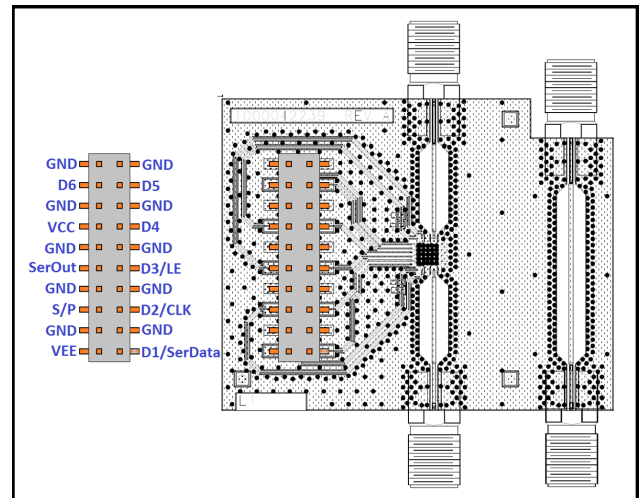 GND GND
D6 D5
GND GND
VCC D4
GND GND
SerOut D3/LE
GND GND
S/P D2/CLK
GND GND
VEE D1/SerData
REV A